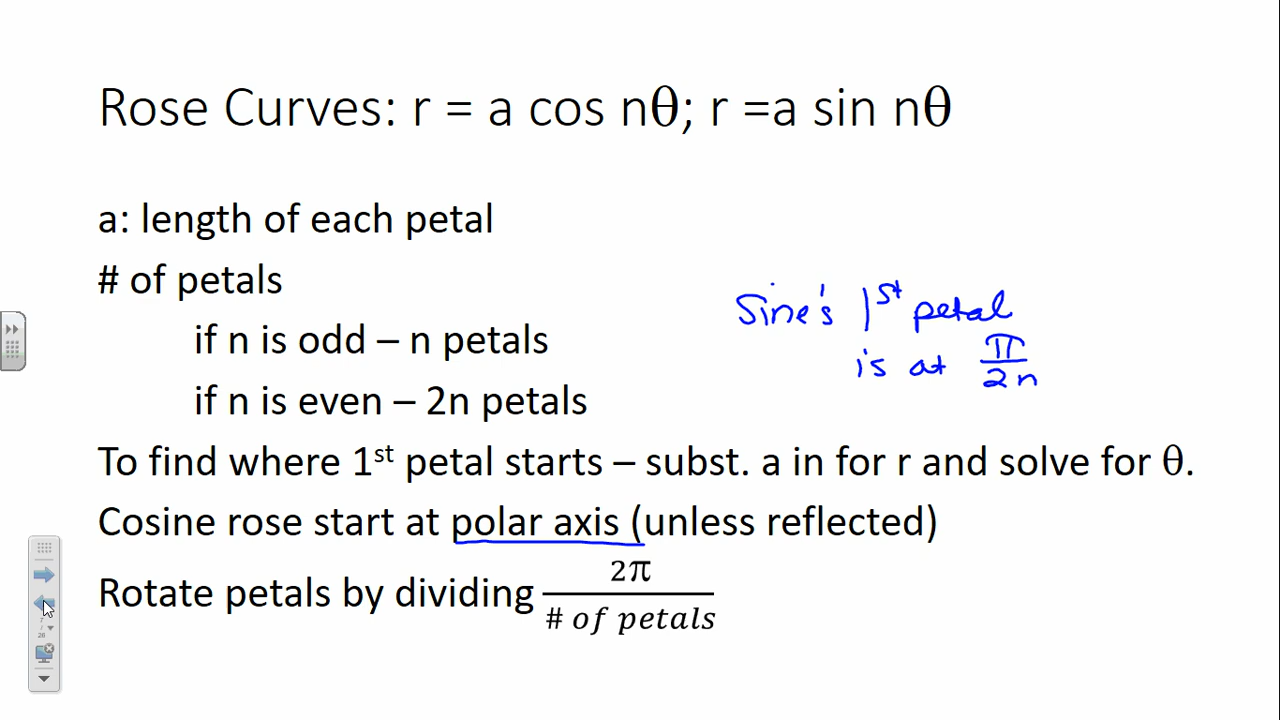 Rose Curves: r = a cos nθ; r =a sin nθ
a: length of each petal
# of petals
if n is odd – n petals
if n is even – 2n petals
Sine's 1st petal
is at π/2n
To find where 1st petal starts – subst. a in for r and solve for θ.
Cosine rose start at polar axis (unless reflected)
Rotate petals by dividing 2π/# of petals